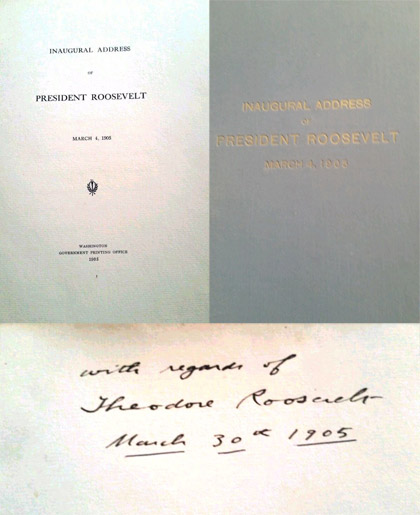 INAUGURAL ADDRESS
OF
PRESIDENT ROOSEVELT
MARCH 4, 1905
WASHINGTON
GOVERNMENT PRINTING OFFICE
1905
INAUGURAL ADDRESS
OF
PRESIDENT ROOSEVELT
MARCH 4, 1905
with regards of
Theodore Roosevelt
March 30th 1905